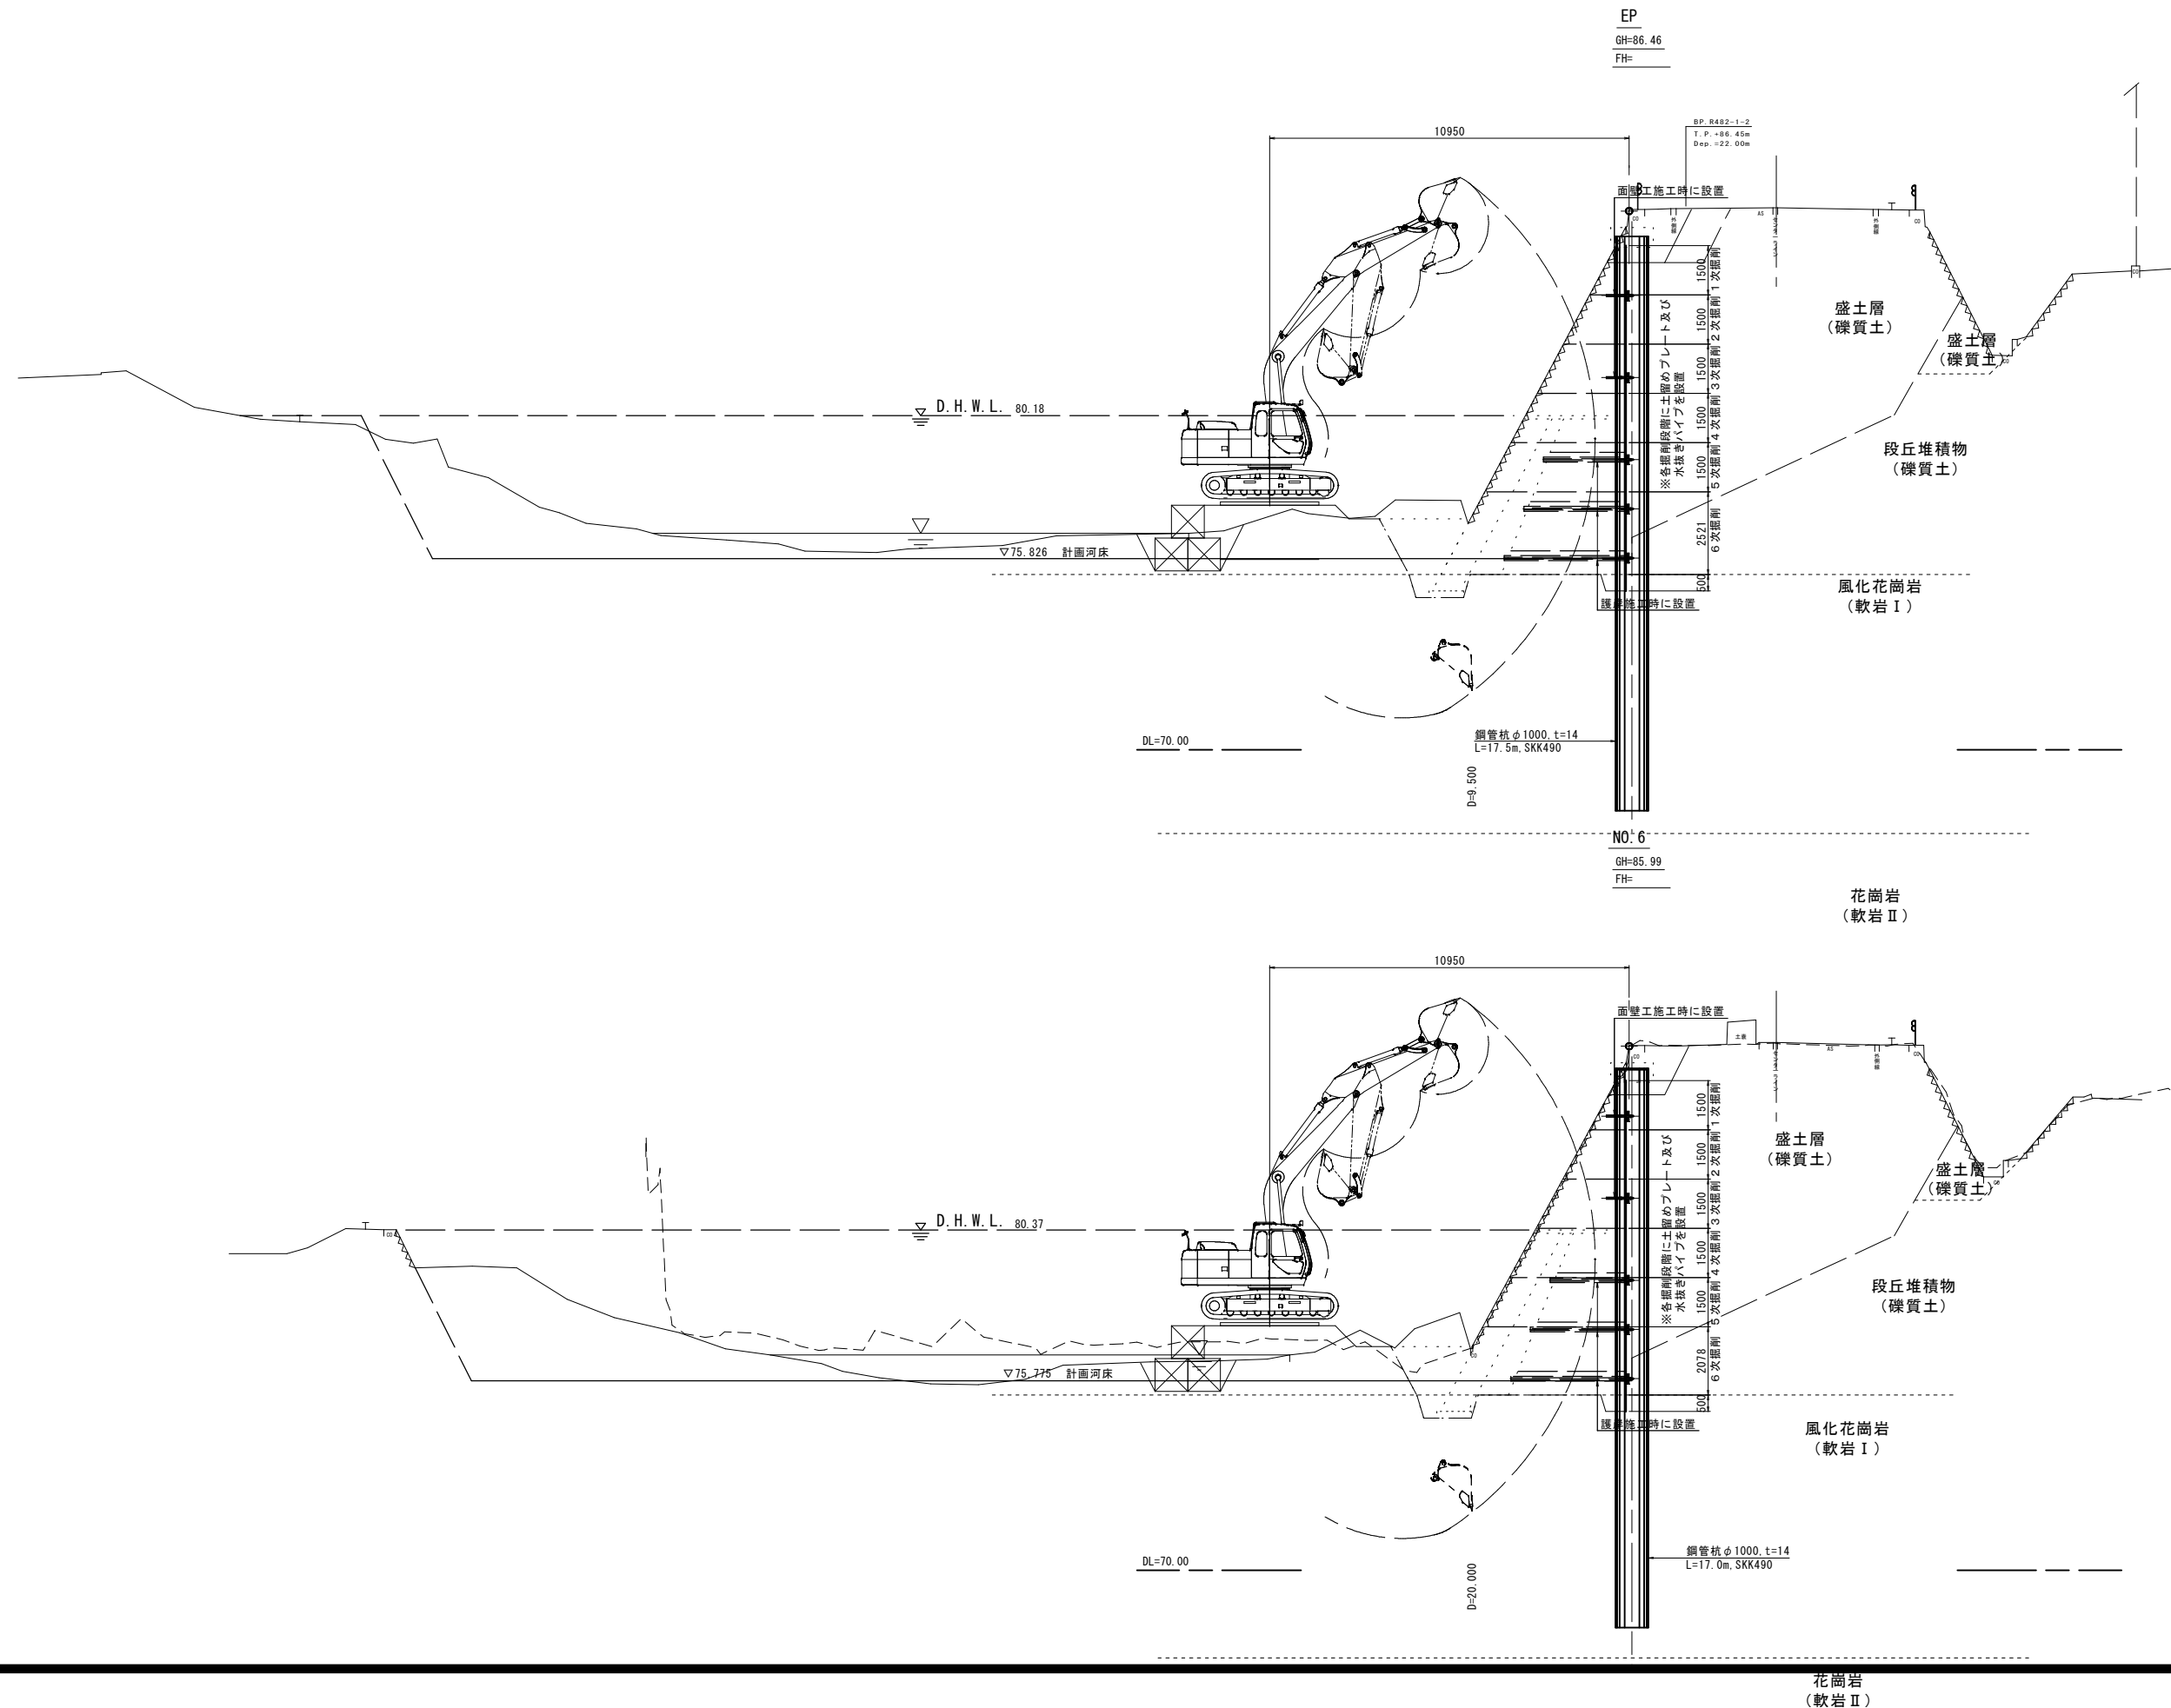 EP
GH=86.46
FH=
10950
BP.R482-1-2
T.P.+86.45m
Dep.=22.00m
面壁工施工時に設置
CO
AS
CO
1500
1次掘削
1500
2次掘削
1500
3次掘削
1500
4次掘削
1500
5次掘削
2521
6次掘削
500
※各掘削段階に土留めプレート及び
水抜きパイプを設置
盛土層
(礫質土)
盛土層
(礫質土)
CO
CO
D.H.W.L. 80.18
段丘堆積物
(礫質土)
▽75.826 計画河床
風化花崗岩
(軟岩Ⅰ)
護岸施工時に設置
鋼管杭φ1000,t=14
L=17.5m,SKK490
DL=70.00
D=9.500
NO.6
GH=85.99
FH=
花崗岩
(軟岩Ⅱ)
10950
面壁工施工時に設置
CO
AS
CO
1500
1次掘削
1500
2次掘削
1500
3次掘削
1500
4次掘削
1500
5次掘削
2078
6次掘削
500
※各掘削段階に土留めプレート及び
水抜きパイプを設置
盛土層
(礫質土)
盛土層
(礫質土)
D.H.W.L. 80.37
CO
段丘堆積物
(礫質土)
CO
▽75.775 計画河床
風化花崗岩
(軟岩Ⅰ)
護岸施工時に設置
鋼管杭φ1000,t=14
L=17.0m,SKK490
DL=70.00
D=20.000
花崗岩
(軟岩Ⅱ)